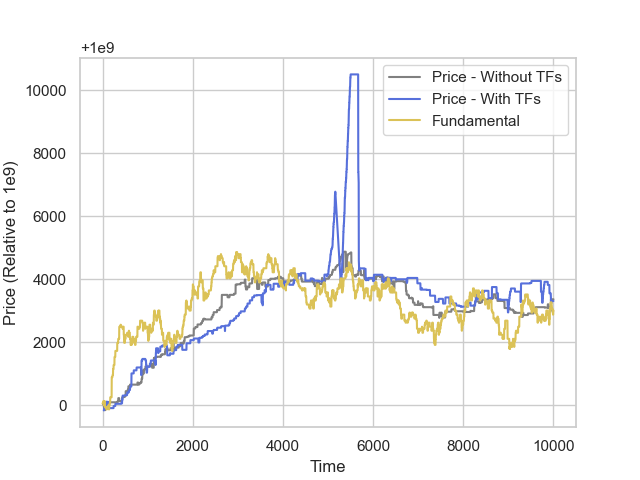 +1e9
10000
8000
6000
4000
2000
0
Price (Relative to 1e9)
Price - Without TFs
Price - With TFs
Fundamental
0 2000 4000 6000 8000 10000
Time